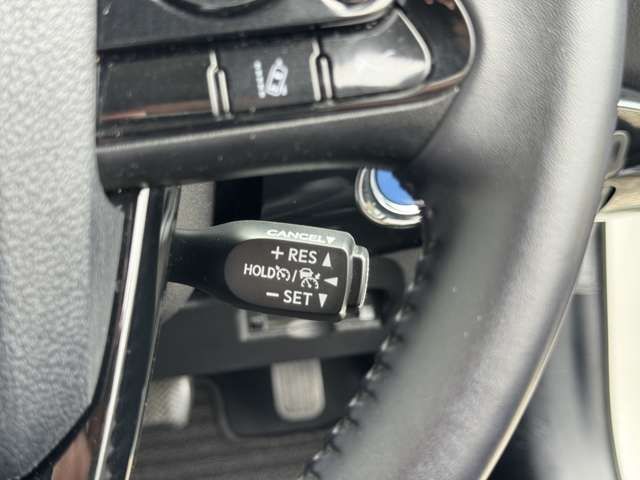 CANCEL
+ RES
HOLD /
− SET